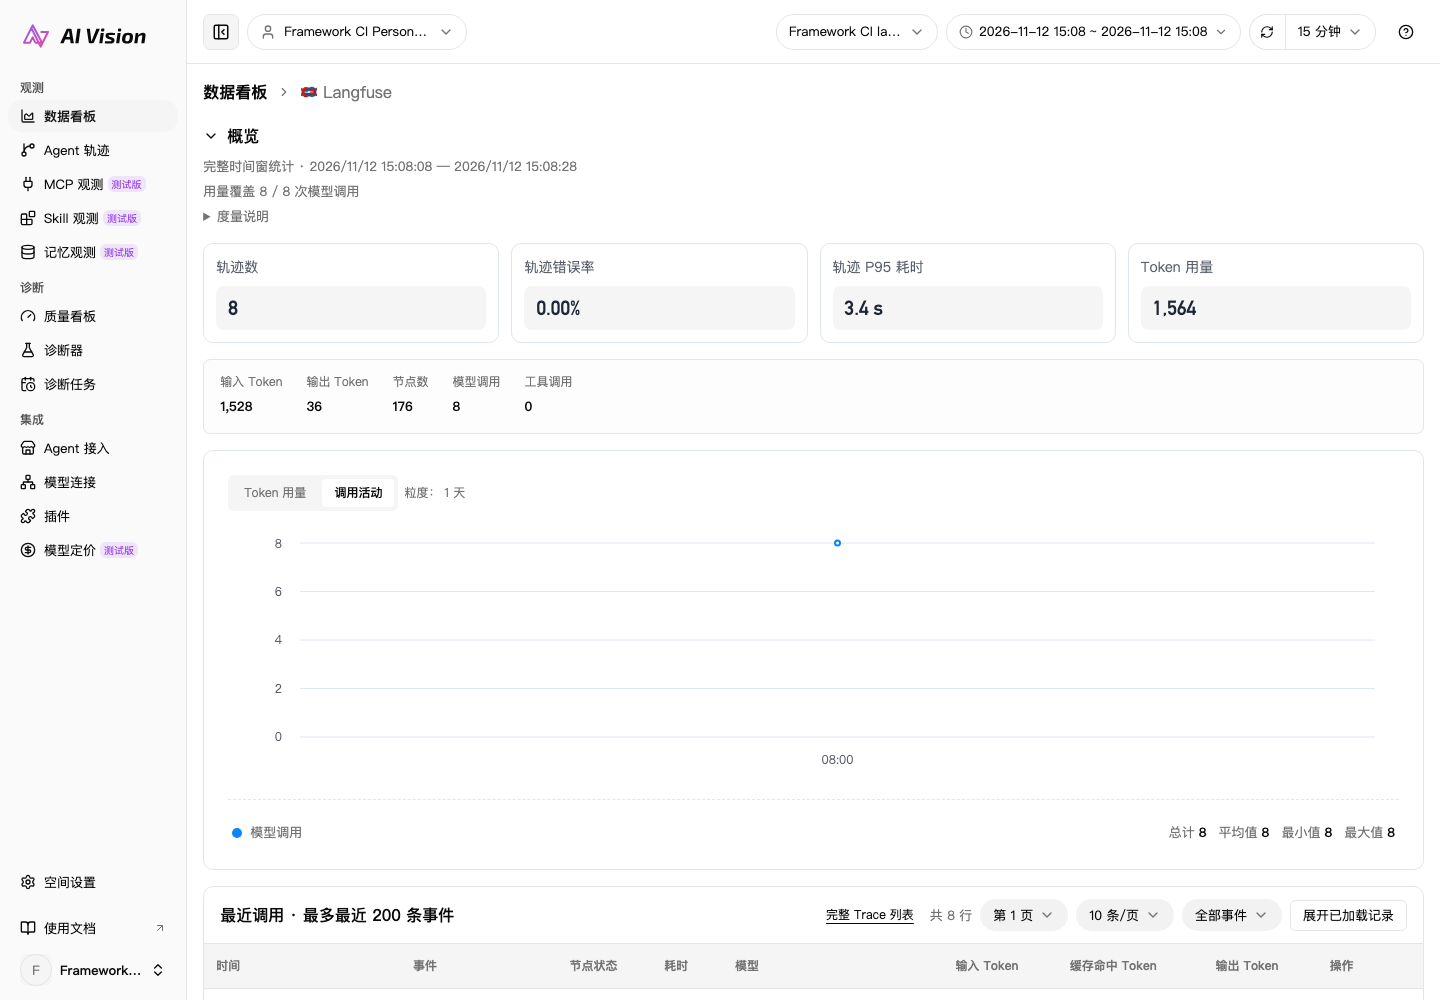 AI Vision
观测
数据看板
Agent 轨迹
MCP 观测 测试版
Skill 观测 测试版
记忆观测 测试版
诊断
质量看板
诊断器
诊断任务
集成
Agent 接入
模型连接
插件
模型定价 测试版
空间设置
使用文档
F Framework...
Framework CI Person...
Framework CI la...
2026-11-12 15:08 ~ 2026-11-12 15:08
15 分钟
数据看板 > Langfuse
概览
完整时间窗统计 · 2026/11/12 15:08:08 — 2026/11/12 15:08:28
用量覆盖 8 / 8 次模型调用
度量说明
轨迹数
8
轨迹错误率
0.00%
轨迹 P95 耗时
3.4 s
Token 用量
1,564
输入 Token 输出 Token 节点数 模型调用 工具调用
1,528 36 176 8 0
Token 用量 调用活动 粒度: 1 天
8
6
4
2
0
08:00
模型调用
总计 8 平均值 8 最小值 8 最大值 8
最近调用 · 最多最近 200 条事件
完整 Trace 列表 共 8 行 第 1 页 10 条/页 全部事件 展开已加载记录
时间 事件 节点状态 耗时 模型 输入 Token 缓存命中 Token 输出 Token 操作